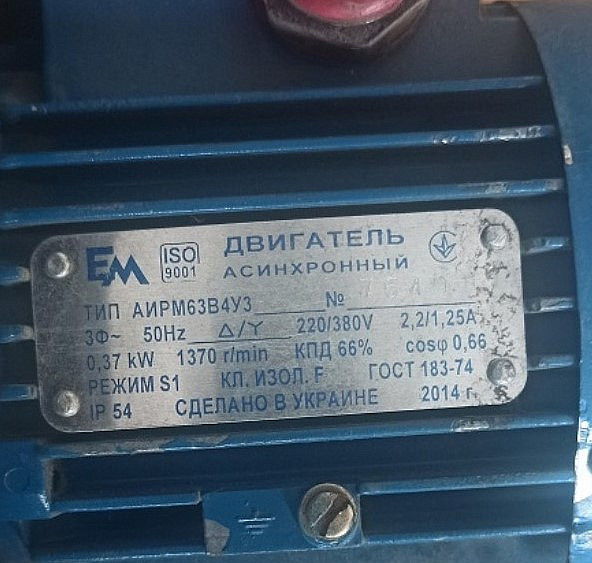 EM
ISO 9001
ДВИГАТЕЛЬ
АСИНХРОННЫЙ
ТИП АИРМ63В4У3 №
3Ф~ 50Hz Δ/Y 220/380V 2,2/1,25A
0,37 kW 1370 r/min КПД 66% cosφ 0,66
РЕЖИМ S1 КЛ. ИЗОЛ. F ГОСТ 183-74
IP 54 СДЕЛАНО В УКРАИНЕ 2014 г.